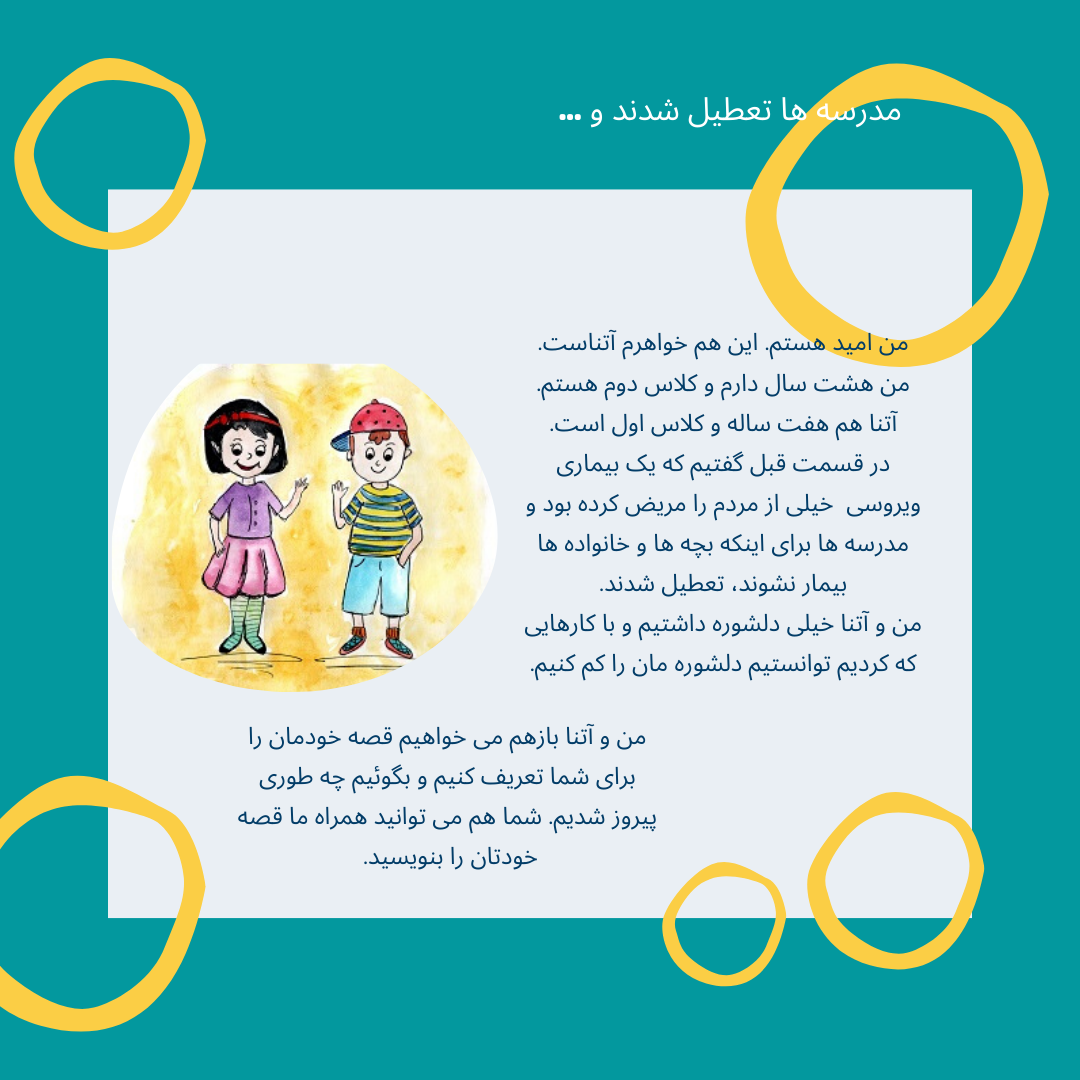 مدرسه ها تعطیل شدند و ...
من امید هستم. این هم خواهرم آتناست.
من هشت سال دارم و کلاس دوم هستم.
آتنا هم هفت ساله و کلاس اول است.
در قسمت قبل گفتیم که یک بیماری
ویروسی خیلی از مردم را مریض کرده بود و
مدرسه ها برای اینکه بچه ها و خانواده ها
بیمار نشوند، تعطیل شدند.
من و آتنا خیلی دلشوره داشتیم و با کارهایی
که کردیم توانستیم دلشوره مان را کم کنیم.
من و آتنا بازهم می خواهیم قصه خودمان را
برای شما تعریف کنیم و بگوئیم چه طوری
پیروز شدیم. شما هم می توانید همراه ما قصه
خودتان را بنویسید.